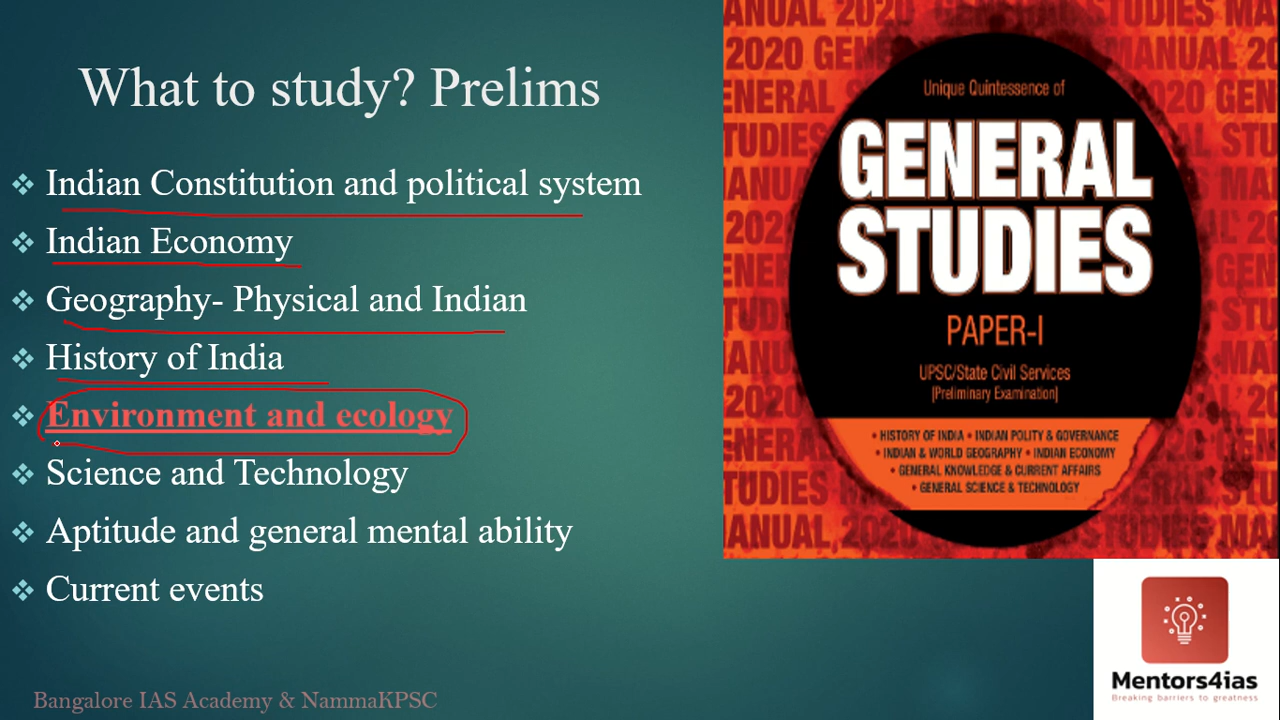 What to study? Prelims
Indian Constitution and political system
Indian Economy
Geography- Physical and Indian
History of India
Environment and ecology
Science and Technology
Aptitude and general mental ability
Current events
Bangalore IAS Academy & NammaKPSC
Unique Quintessence of
GENERAL
STUDIES
PAPER-I
UPSC/State Civil Services
[Preliminary Examination]
• HISTORY OF INDIA • INDIAN POLITY & GOVERNANCE
• INDIAN & WORLD GEOGRAPHY • INDIAN ECONOMY
• GENERAL KNOWLEDGE & CURRENT AFFAIRS
• GENERAL SCIENCE & TECHNOLOGY
Mentors4ias
Breaking barriers to greatness